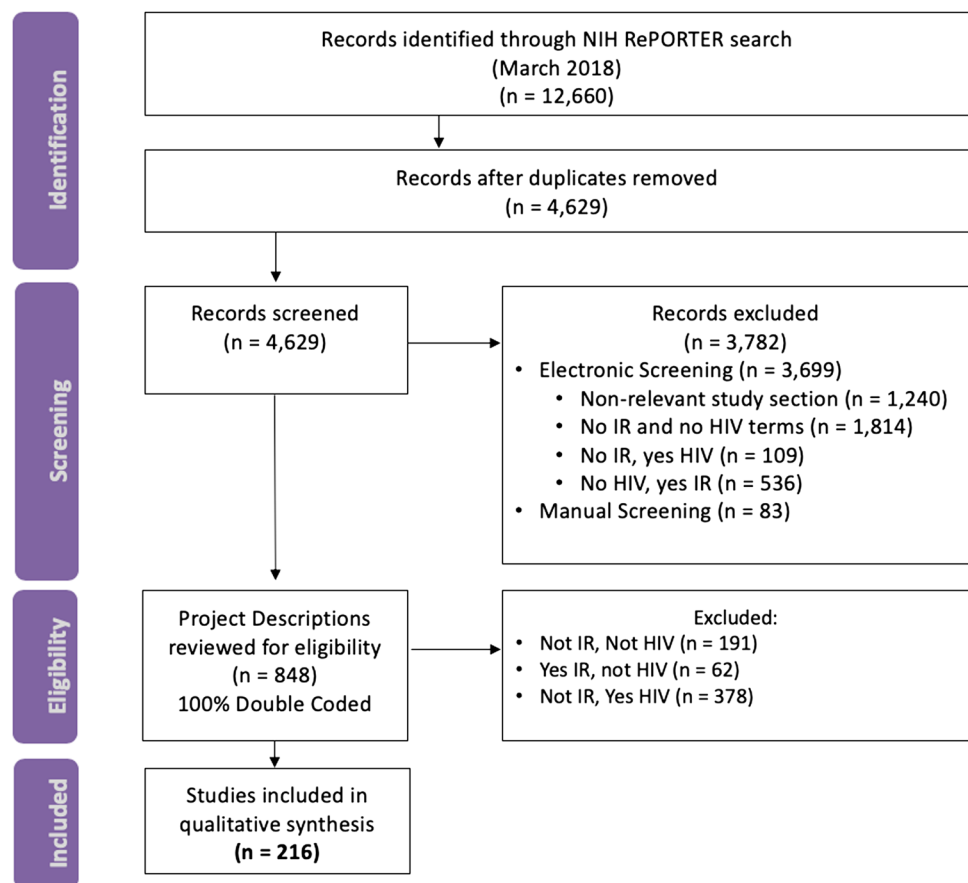 Identification
Records identified through NIH RePORTER search
(March 2018)
(n = 12,660)
Records after duplicates removed
(n = 4,629)
Screening
Records screened
(n = 4,629)
Records excluded
(n = 3,782)
• Electronic Screening (n = 3,699)
• Non-relevant study section (n = 1,240)
• No IR and no HIV terms (n = 1,814)
• No IR, yes HIV (n = 109)
• No HIV, yes IR (n = 536)
• Manual Screening (n = 83)
Eligibility
Project Descriptions
reviewed for eligibility
(n = 848)
100% Double Coded
Excluded:
• Not IR, Not HIV (n = 191)
• Yes IR, not HIV (n = 62)
• Not IR, Yes HIV (n = 378)
Included
Studies included in
qualitative synthesis
(n = 216)